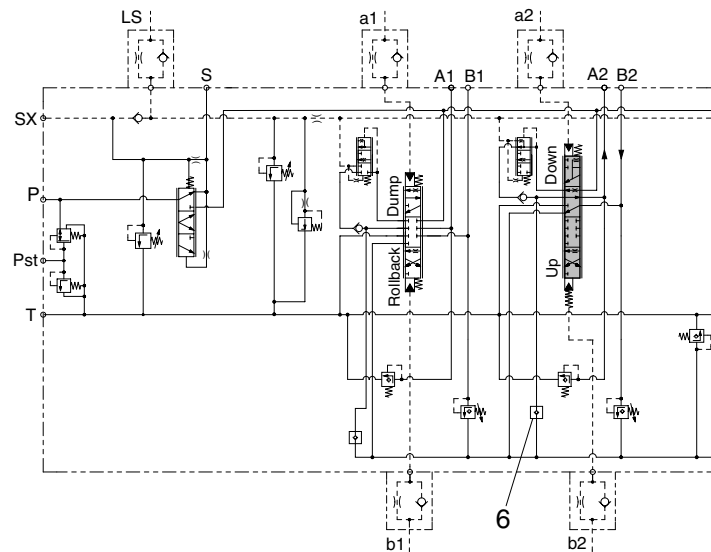 LS
a1
a2
S
A1
B1
A2
B2
SX
P
Pst
T
Dump
Rollback
Down
Up
6
b1
b2